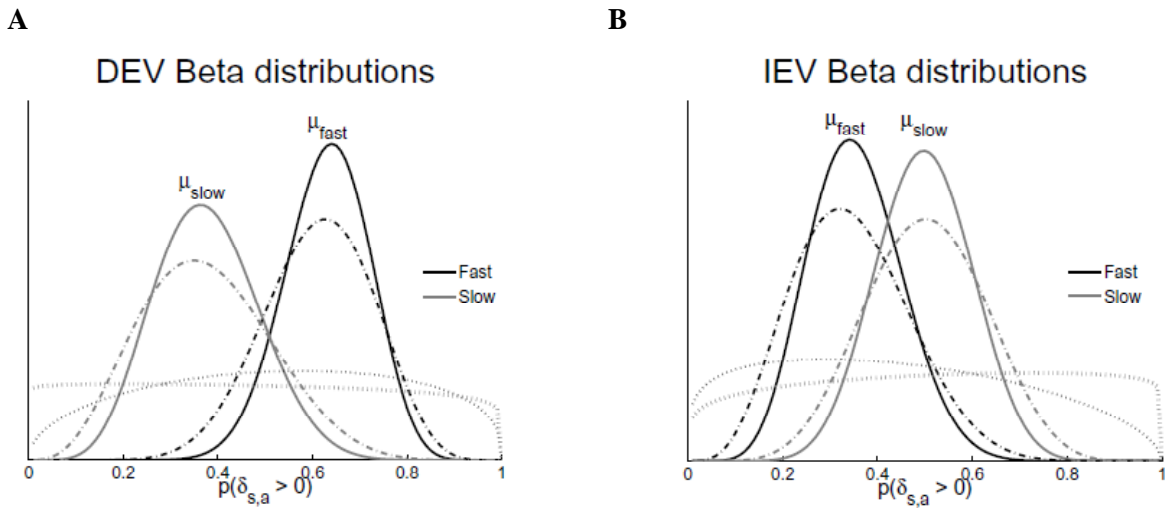 A
DEV Beta distributions
μfast
μslow
Fast
Slow
0 0.2 0.4 0.6 0.8 1
p(δs,a > 0)
B
IEV Beta distributions
μfast μslow
Fast
Slow
0 0.2 0.4 0.6 0.8 1
p(δs,a > 0)